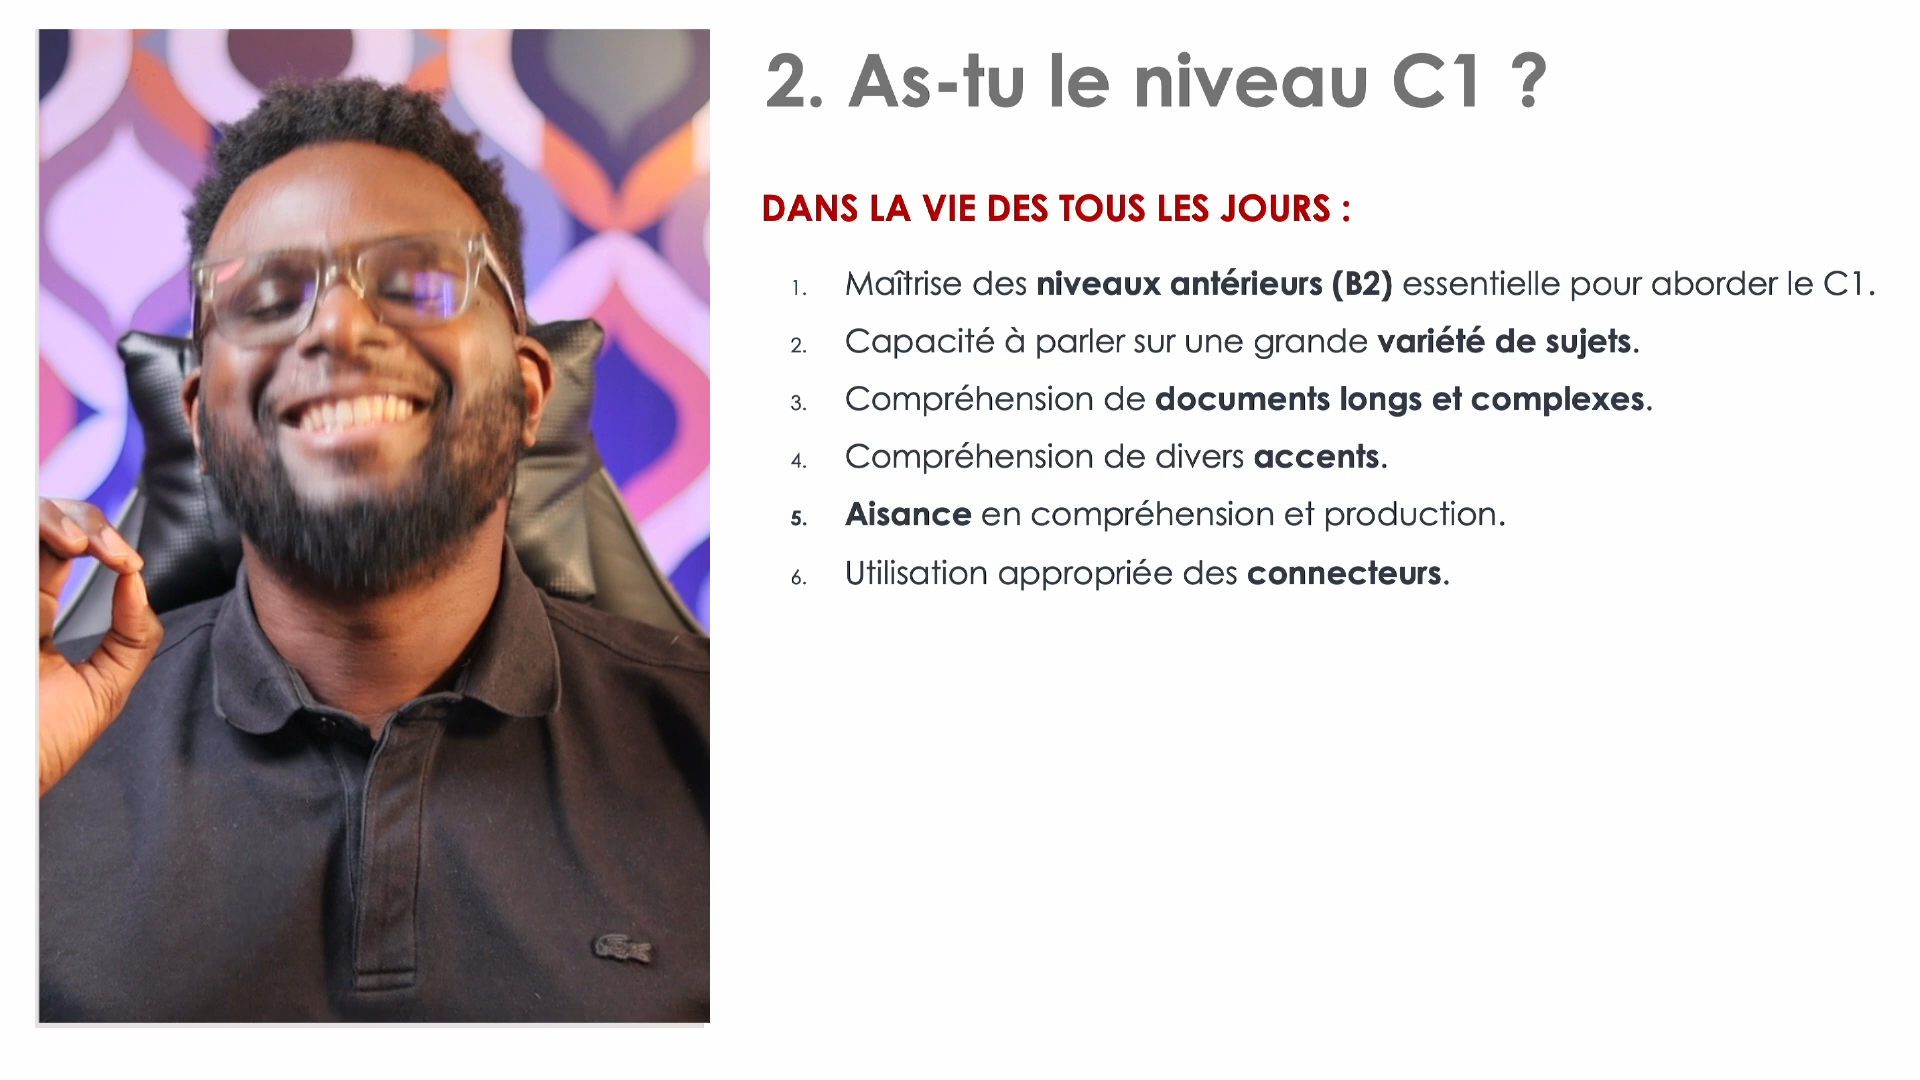 2. As-tu le niveau C1 ?
DANS LA VIE DES TOUS LES JOURS :
1. Maîtrise des niveaux antérieurs (B2) essentielle pour aborder le C1.
2. Capacité à parler sur une grande variété de sujets.
3. Compréhension de documents longs et complexes.
4. Compréhension de divers accents.
5. Aisance en compréhension et production.
6. Utilisation appropriée des connecteurs.